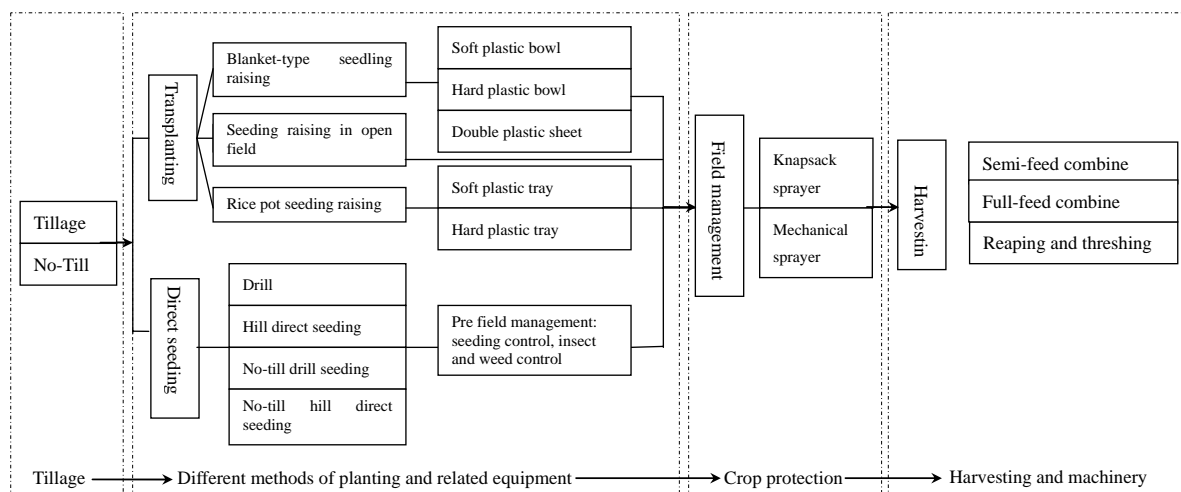 Tillage
No-Till
Transplanting
Blanket-type seedling
raising
Seeding raising in open
field
Rice pot seeding raising
Soft plastic bowl
Hard plastic bowl
Double plastic sheet
Soft plastic tray
Hard plastic tray
Direct seeding
Drill
Hill direct seeding
No-till drill seeding
No-till hill direct
seeding
Pre field management:
seeding control, insect
and weed control
Field management
Knapsack
sprayer
Mechanical
sprayer
Harvestin
Semi-feed combine
Full-feed combine
Reaping and threshing
Tillage
Different methods of planting and related equipment
Crop protection
Harvesting and machinery